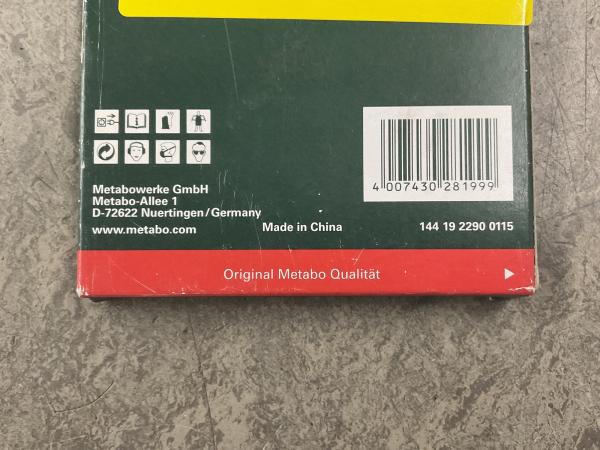 4 007430 281999
Metabowerke GmbH
Metabo-Allee 1
D-72622 Nuertingen/Germany
www.metabo.com
Made in China
144 19 2290 0115
Original Metabo Qualität